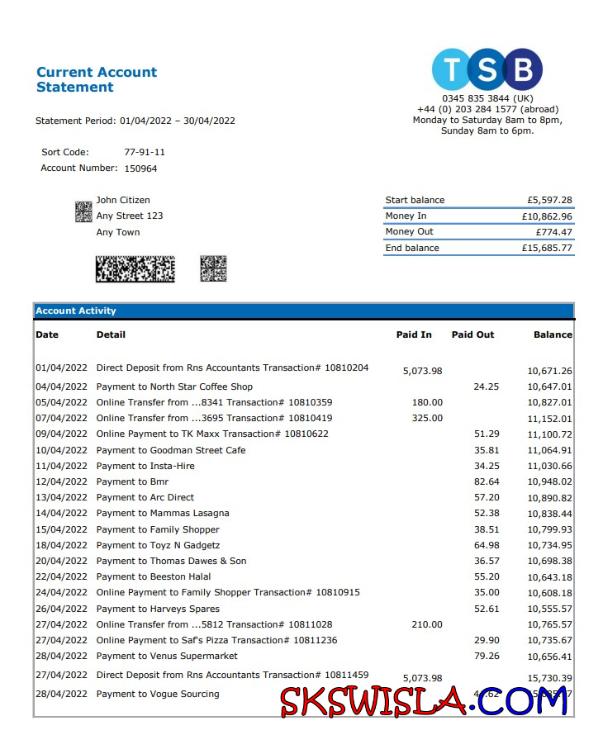 Current Account
Statement
TSB
0345 835 3844 (UK)
+44 (0) 203 284 1577 (abroad)
Monday to Saturday 8am to 8pm,
Sunday 8am to 6pm.
Statement Period: 01/04/2022 – 30/04/2022
Sort Code: 77-91-11
Account Number: 150964
John Citizen
Any Street 123
Any Town
Start balance £5,597.28
Money In £10,862.96
Money Out £774.47
End balance £15,685.77
Account Activity
Date Detail Paid In Paid Out Balance
01/04/2022 Direct Deposit from Rns Accountants Transaction# 10810204 5,073.98 10,671.26
04/04/2022 Payment to North Star Coffee Shop 24.25 10,647.01
05/04/2022 Online Transfer from ...8341 Transaction# 10810359 180.00 10,827.01
07/04/2022 Online Transfer from ...3695 Transaction# 10810419 325.00 11,152.01
09/04/2022 Online Payment to TK Maxx Transaction# 10810622 51.29 11,100.72
10/04/2022 Payment to Goodman Street Cafe 35.81 11,064.91
11/04/2022 Payment to Insta-Hire 34.25 11,030.66
12/04/2022 Payment to Bmr 82.64 10,948.02
13/04/2022 Payment to Arc Direct 57.20 10,890.82
14/04/2022 Payment to Mammas Lasagna 52.38 10,838.44
15/04/2022 Payment to Family Shopper 38.51 10,799.93
18/04/2022 Payment to Toyz N Gadgetz 64.98 10,734.95
20/04/2022 Payment to Thomas Dawes & Son 36.57 10,698.38
22/04/2022 Payment to Beeston Halal 55.20 10,643.18
24/04/2022 Online Payment to Family Shopper Transaction# 10810915 35.00 10,608.18
26/04/2022 Payment to Harveys Spares 52.61 10,555.57
27/04/2022 Online Transfer from ...5812 Transaction# 10811028 210.00 10,765.57
27/04/2022 Online Payment to Saf's Pizza Transaction# 10811236 29.90 10,735.67
28/04/2022 Payment to Venus Supermarket 79.26 10,656.41
27/04/2022 Direct Deposit from Rns Accountants Transaction# 10811459 5,073.98 15,730.39
28/04/2022 Payment to Vogue Sourcing
SKSWISLA.COM